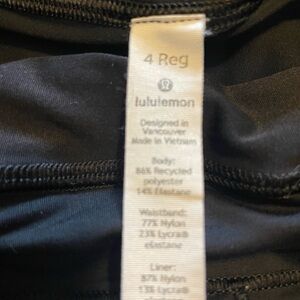 4 Reg
lululemon
Designed in
Vancouver
Made in Vietnam
Body:
86% Recycled
polyester
14% Elastane
Waistband:
77% Nylon
23% Lycra®
elastane
Liner:
87% Nylon
13% Lycra®
elastane